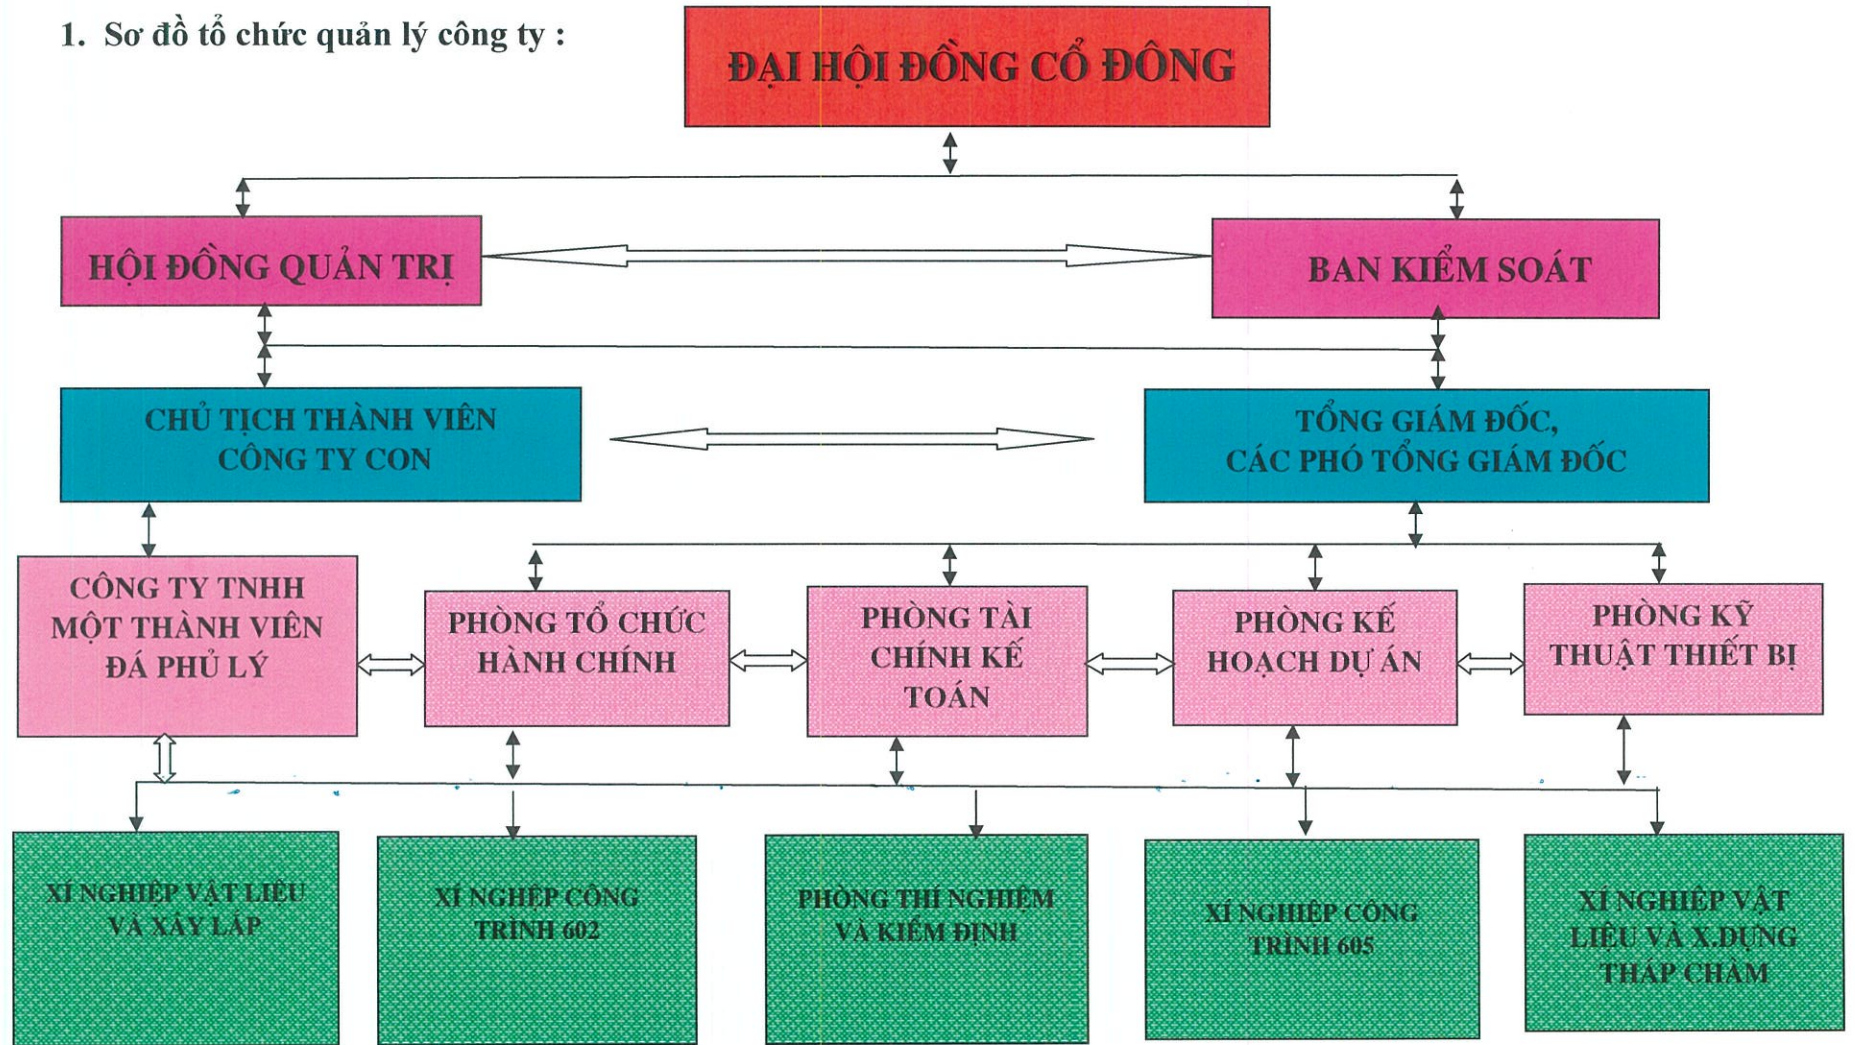 1. Sơ đồ tổ chức quản lý công ty :
ĐẠI HỘI ĐỒNG CỔ ĐÔNG
HỘI ĐỒNG QUẢN TRỊ
BAN KIỂM SOÁT
CHỦ TỊCH THÀNH VIÊN
CÔNG TY CON
TỔNG GIÁM ĐỐC,
CÁC PHÓ TỔNG GIÁM ĐỐC
CÔNG TY TNHH
MỘT THÀNH VIÊN
ĐÁ PHỦ LÝ
PHÒNG TỔ CHỨC
HÀNH CHÍNH
PHÒNG TÀI
CHÍNH KẾ
TOÁN
PHÒNG KẾ
HOẠCH DỰ ÁN
PHÒNG KỸ
THUẬT THIẾT BỊ
XÍ NGHIỆP VẬT LIỆU
VÀ XÂY LẮP
XÍ NGHỆP CÔNG
TRÌNH 602
PHÒNG THÍ NGHIỆM
VÀ KIỂM ĐỊNH
XÍ NGHIỆP CÔNG
TRÌNH 605
XÍ NGHIỆP VẬT
LIỆU VÀ X.DỰNG
THÁP CHÀM